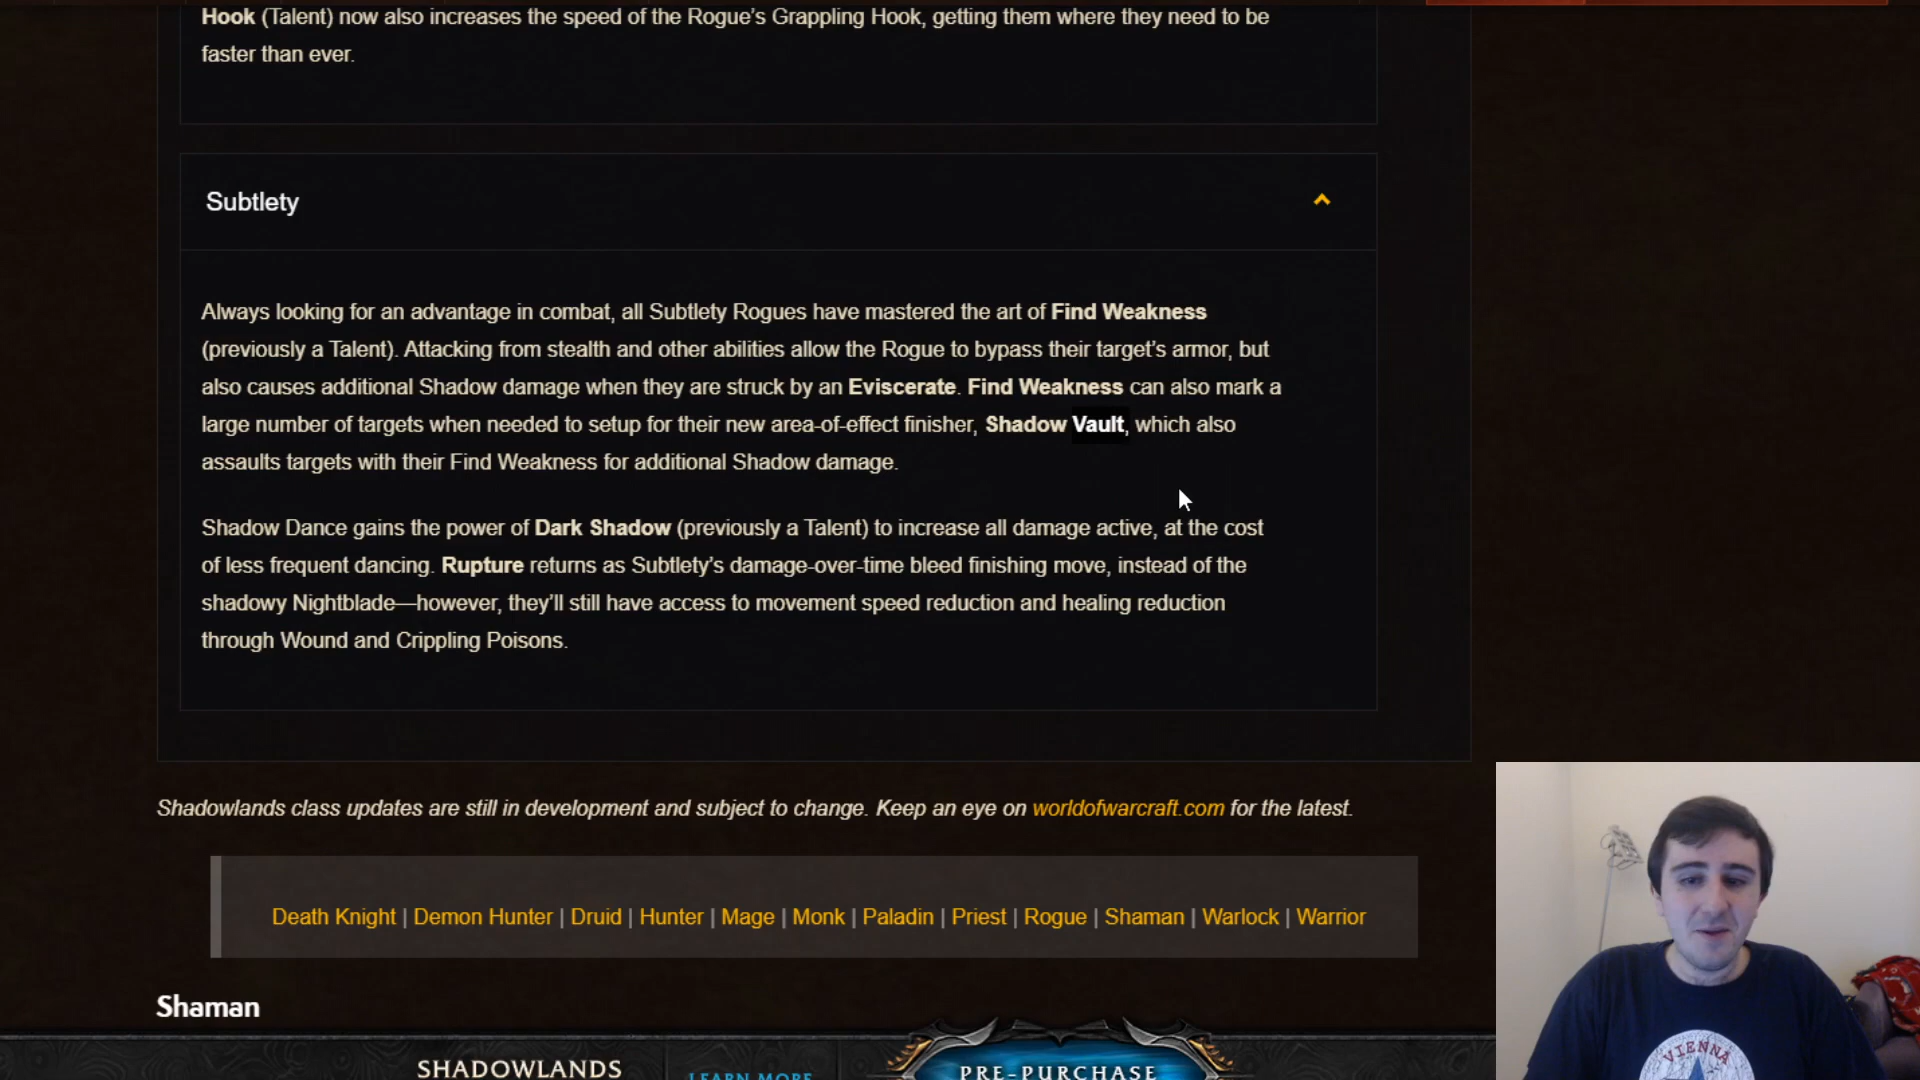 Hook (Talent) now also increases the speed of the Rogue's Grappling Hook, getting them where they need to be
faster than ever.
Subtlety
Always looking for an advantage in combat, all Subtlety Rogues have mastered the art of Find Weakness
(previously a Talent). Attacking from stealth and other abilities allow the Rogue to bypass their target's armor, but
also causes additional Shadow damage when they are struck by an Eviscerate. Find Weakness can also mark a
large number of targets when needed to setup for their new area-of-effect finisher, Shadow Vault, which also
assaults targets with their Find Weakness for additional Shadow damage.
Shadow Dance gains the power of Dark Shadow (previously a Talent) to increase all damage active, at the cost
of less frequent dancing. Rupture returns as Subtlety's damage-over-time bleed finishing move, instead of the
shadowy Nightblade—however, they'll still have access to movement speed reduction and healing reduction
through Wound and Crippling Poisons.
Shadowlands class updates are still in development and subject to change. Keep an eye on worldofwarcraft.com for the latest.
Death Knight | Demon Hunter | Druid | Hunter | Mage | Monk | Paladin | Priest | Rogue | Shaman | Warlock | Warrior
Shaman
SHADOWLANDS
LEARN MORE
PRE-PURCHASE
VIENNA